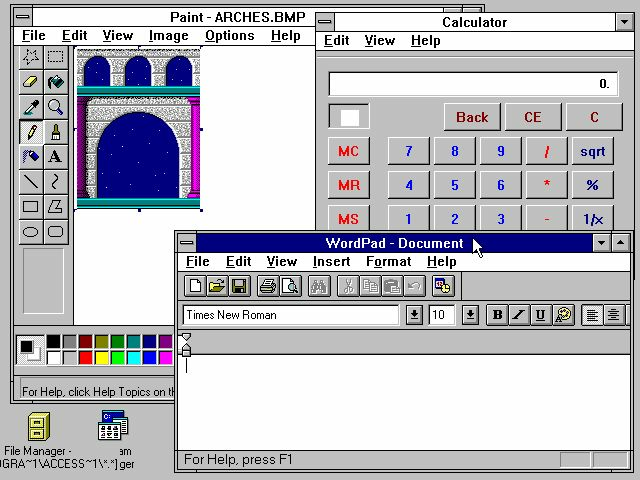 Paint - ARCHES.BMP
File Edit View Image Options Help
A
For Help, click Help Topics on th
Calculator
Edit View Help
0.
Back CE C
MC 7 8 9 / sqrt
MR 4 5 6 * %
MS 1 2 3 - 1/x
WordPad - Document
File Edit View Insert Format Help
Times New Roman 10 B I U
For Help, press F1
File Manager -
OGRA~1\ACCESS~1\*.*]
am
ger